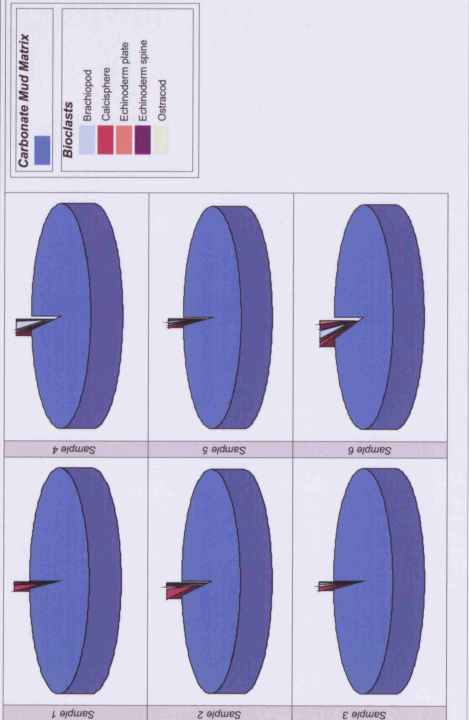 Carbonate Mud Matrix
Bioclasts
Brachiopod
Calcisphere
Echinoderm plate
Echinoderm spine
Ostracod
Sample 4
Sample 5
Sample 6
Sample 1
Sample 2
Sample 3